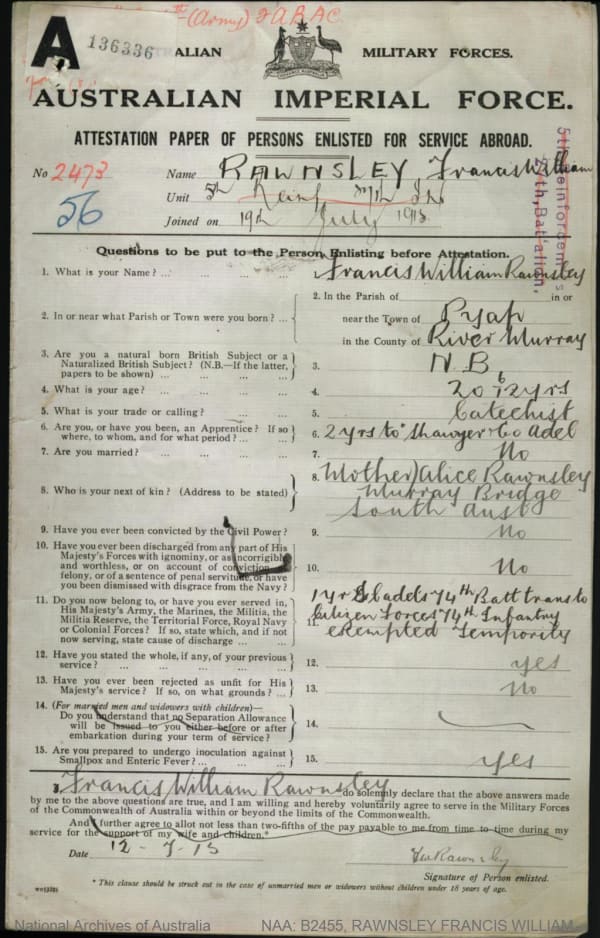 (Army) & ABAC
A 136336 ALIAN MILITARY FORCES.
AUSTRALIAN IMPERIAL FORCE.
ATTESTATION PAPER OF PERSONS ENLISTED FOR SERVICE ABROAD.
No 2473 Name RAWNSLEY, Francis William
56 Unit 5th Reinf 27th Inf
Joined on 19th July 1915
5th Reinforcements
27th, Battalion,
Questions to be put to the Person Enlisting before Attestation.
1. What is your Name? ... Francis William Rawnsley
2. In or near what Parish or Town were you born? ... 2. In the Parish of in or
near the Town of Pyap
in the County of River Murray
3. Are you a natural born British Subject or a
Naturalized British Subject? (N.B.—If the latter,
papers to be shown) ... 3. N.B.
4. What is your age? ... 4. 20 6/12 yrs
5. What is your trade or calling? ... 5. Catechist
6. Are you, or have you been, an Apprentice? If so
where, to whom, and for what period? ... 6. 2 yrs to Shawyer & Co Adel
7. Are you married? ... 7. No
8. Who is your next of kin? (Address to be stated) 8. (Mother) Alice Rawnsley
Murray Bridge
South Aust
9. Have you ever been convicted by the Civil Power? 9. No
10. Have you ever been discharged from any part of His
Majesty's Forces with ignominy, or as incorrigible
and worthless, or on account of conviction of
felony, or of a sentence of penal servitude, or have
you been dismissed with disgrace from the Navy? 10. No
11. Do you now belong to, or have you ever served in,
His Majesty's Army, the Marines, the Militia, the
Militia Reserve, the Territorial Force, Royal Navy
or Colonial Forces? If so, state which, and if not
now serving, state cause of discharge ... 11. 1 yr S Cadets 74th Batt trans to
Citizen Forces 74th Infantry
exempted
12. Have you stated the whole, if any, of your previous
service? ... 12. yes
13. Have you ever been rejected as unfit for His
Majesty's service? If so, on what grounds? ... 13. No
14. (For married men and widowers with children)—
Do you understand that no Separation Allowance
will be issued to you either before or after
embarkation during your term of service? 14.
15. Are you prepared to undergo inoculation against
Smallpox and Enteric Fever? ... 15. Yes
I, Francis William Rawnsley do solemnly declare that the above answers made
by me to the above questions are true, and I am willing and hereby voluntarily agree to serve in the Military Forces
of the Commonwealth of Australia within or beyond the limits of the Commonwealth.
And I further agree to allot not less than two-fifths of the pay payable to me from time to time during my
service for the support of my wife and children.*
Date 12-7-15 FWRawnsley
Signature of Person enlisted.
* This clause should be struck out in the case of unmarried men or widowers without children under 18 years of age.
National Archives of Australia NAA: B2455, RAWNSLEY FRANCIS WILLIAM